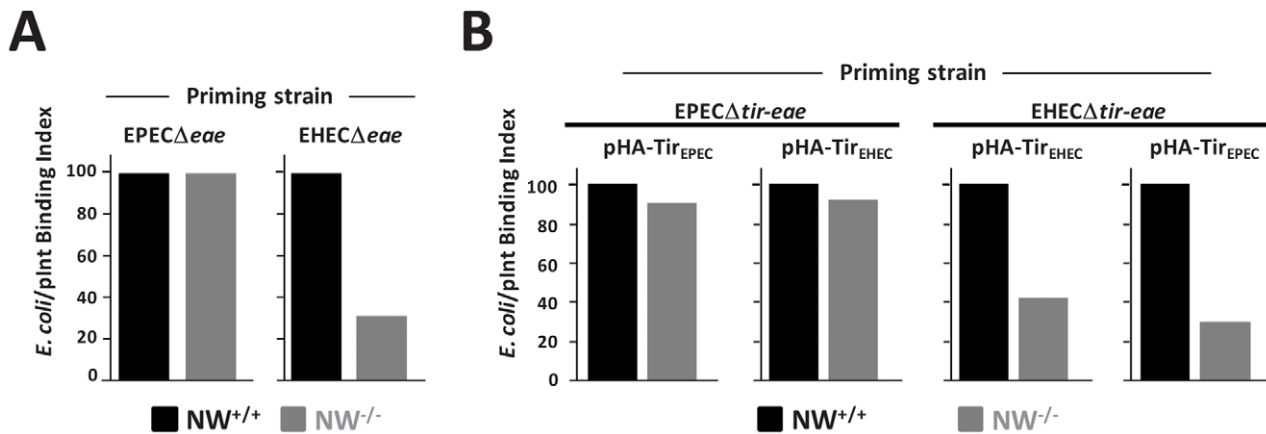 A
Priming strain
EPECΔeae EHECΔeae
E. coli/pInt Binding Index
100
80
60
40
20
0
NW+/+ NW-/-
B
Priming strain
EPECΔtir-eae EHECΔtir-eae
pHA-TirEPEC pHA-TirEHEC pHA-TirEHEC pHA-TirEPEC
E. coli/pInt Binding Index
100
80
60
40
20
0
NW+/+ NW-/-